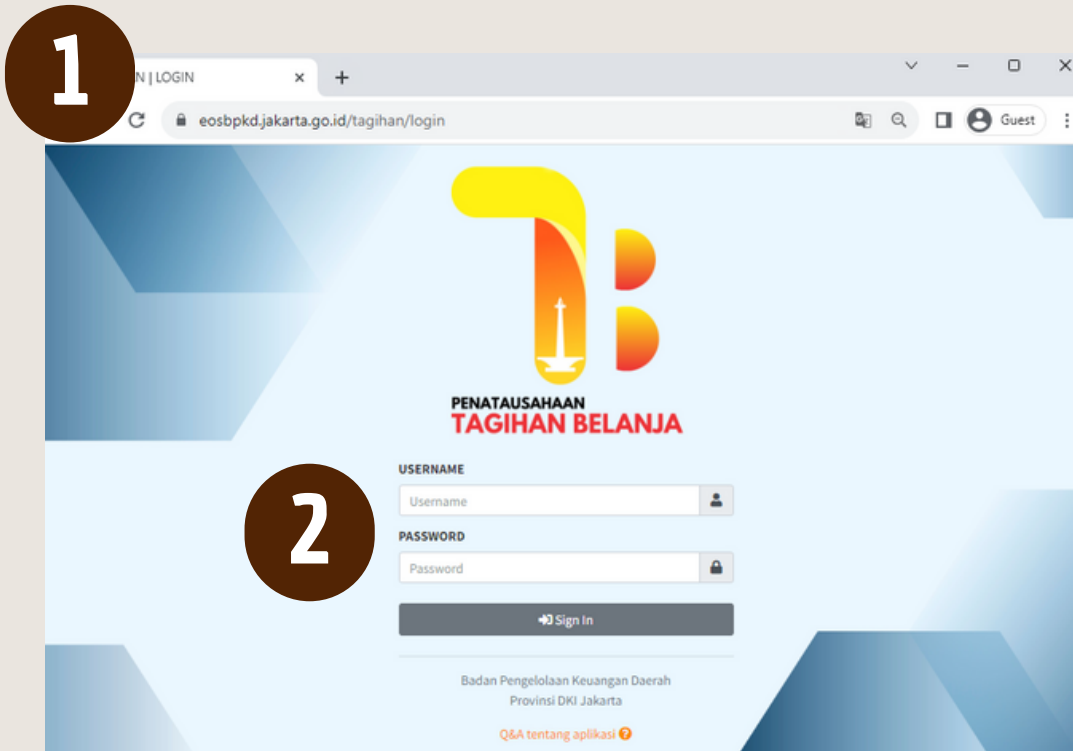 1
N | LOGIN
eosbpkd.jakarta.go.id/tagihan/login
Guest
PENATAUSAHAAN
TAGIHAN BELANJA
2
USERNAME
Username
PASSWORD
Password
Sign In
Badan Pengelolaan Keuangan Daerah
Provinsi DKI Jakarta
Q&A tentang aplikasi